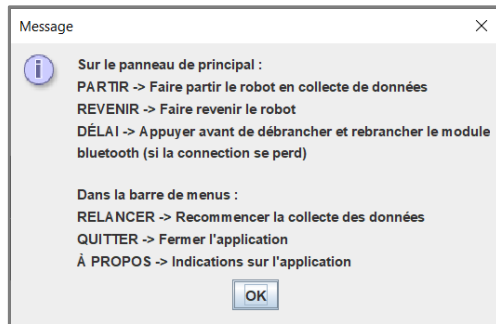 Message
Sur le panneau de principal :
PARTIR -> Faire partir le robot en collecte de données
REVENIR -> Faire revenir le robot
DÉLAI -> Appuyer avant de débrancher et rebrancher le module
bluetooth (si la connection se perd)
Dans la barre de menus :
RELANCER -> Recommencer la collecte des données
QUITTER -> Fermer l'application
À PROPOS -> Indications sur l'application
OK